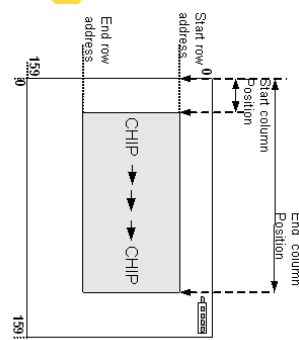 Start row
address
End row
address
0
159
0
Start column
Position
End column
Position
CHIP
CHIP
159